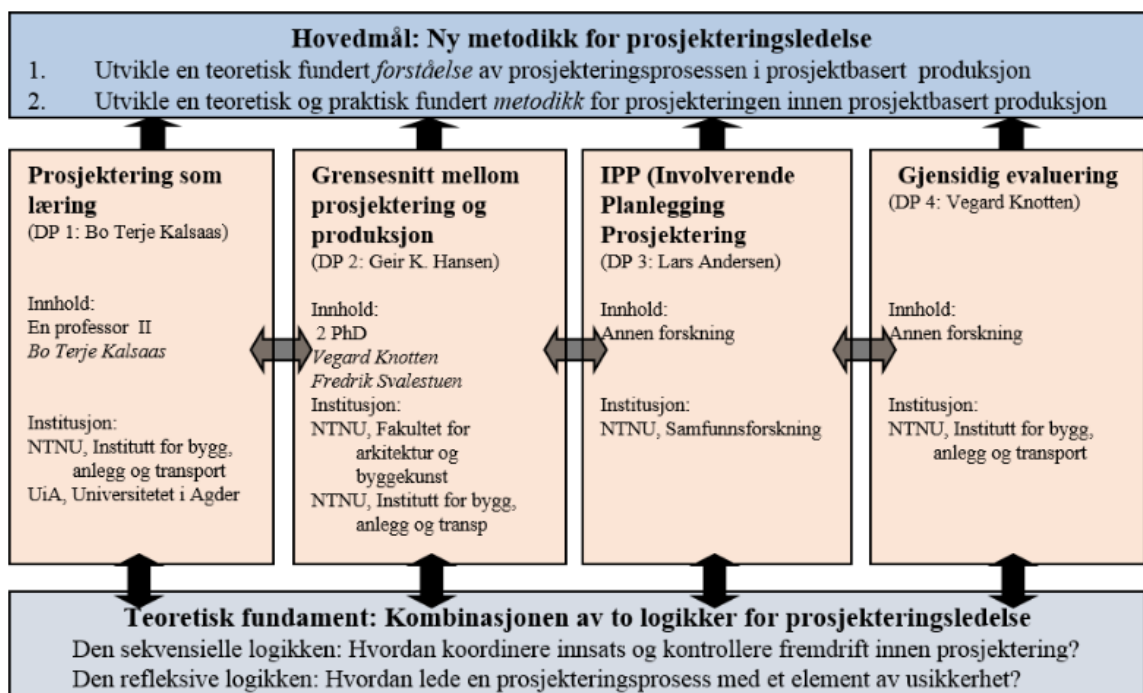 Hovedmål: Ny metodikk for prosjekteringsledelse
1. Utvikle en teoretisk fundert forståelse av prosjekteringsprosessen i prosjektbasert produksjon
2. Utvikle en teoretisk og praktisk fundert metodikk for prosjekteringen innen prosjektbasert produksjon
Prosjektering som
læring
(DP 1: Bo Terje Kalsaas)
Innhold:
En professor II
Bo Terje Kalsaas
Institusjon:
NTNU, Institutt for bygg,
anlegg og transport
UiA, Universitetet i Agder
Grensesnitt mellom
prosjektering og
produksjon
(DP 2: Geir K. Hansen)
Innhold:
2 PhD
Vegard Knotten
Fredrik Svalestuen
Institusjon:
NTNU, Fakultet for
arkitektur og
byggekunst
NTNU, Institutt for bygg,
anlegg og transp
IPP (Involverende
Planlegging
Prosjektering
(DP 3: Lars Andersen)
Innhold:
Annen forskning
Institusjon:
NTNU, Samfunnsforskning
Gjensidig evaluering
(DP 4: Vegard Knotten)
Innhold:
Annen forskning
Institusjon:
NTNU, Institutt for bygg,
anlegg og transport
Teoretisk fundament: Kombinasjonen av to logikker for prosjekteringsledelse
Den sekvensielle logikken: Hvordan koordinere innsats og kontrollere fremdrift innen prosjektering?
Den refleksive logikken: Hvordan lede en prosjekteringsprosess med et element av usikkerhet?